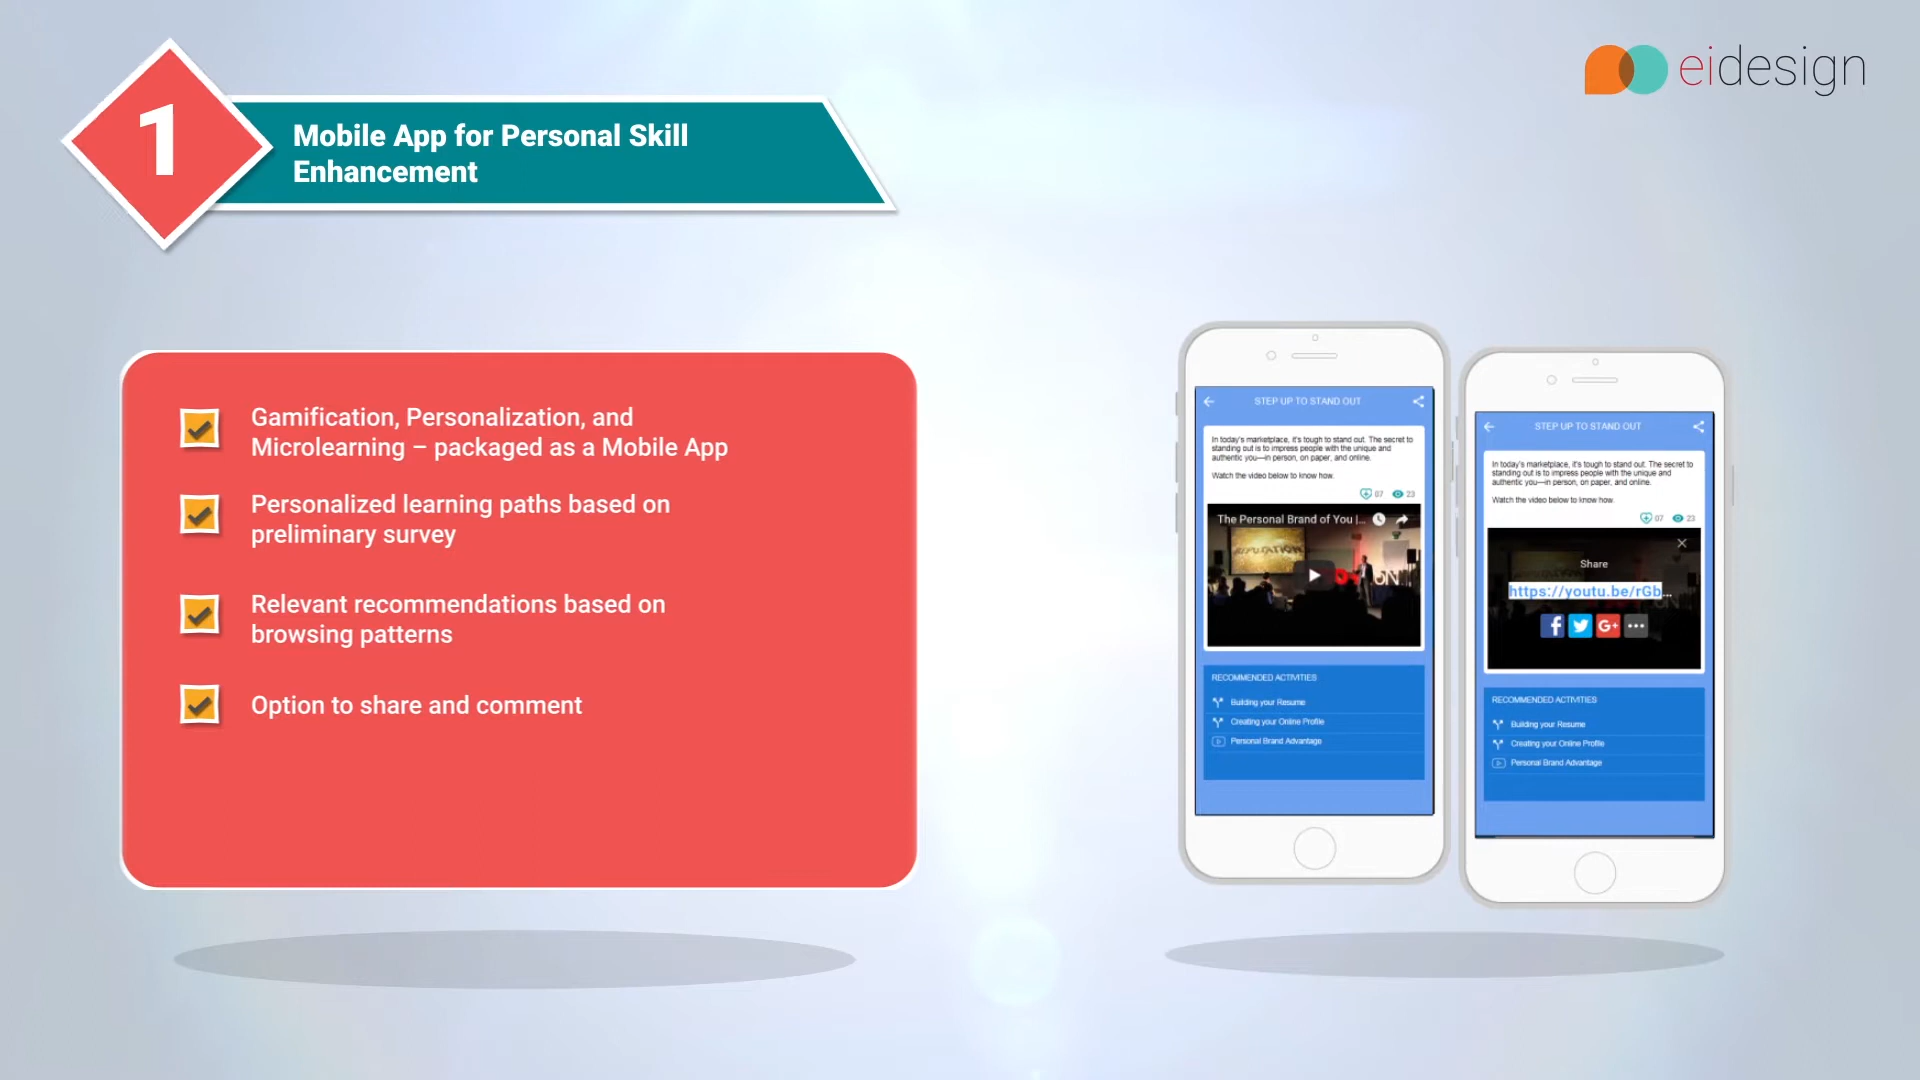 1
Mobile App for Personal Skill
Enhancement
eidesign
Gamification, Personalization, and
Microlearning – packaged as a Mobile App
Personalized learning paths based on
preliminary survey
Relevant recommendations based on
browsing patterns
Option to share and comment
STEP UP TO STAND OUT
In today's marketplace, it's tough to stand out. The secret to
standing out is to impress people with the unique and
authentic you—in person, on paper, and online.
Watch the video below to know how.
07 23
The Personal Brand of You |...
REPUTATION
RECOMMENDED ACTIVITIES
Building your Resume
Creating your Online Profile
Personal Brand Advantage
STEP UP TO STAND OUT
In today's marketplace, it's tough to stand out. The secret to
standing out is to impress people with the unique and
authentic you—in person, on paper, and online.
Watch the video below to know how.
07 23
Share
https://youtu.be/rGb...
f G+
RECOMMENDED ACTIVITIES
Building your Resume
Creating your Online Profile
Personal Brand Advantage